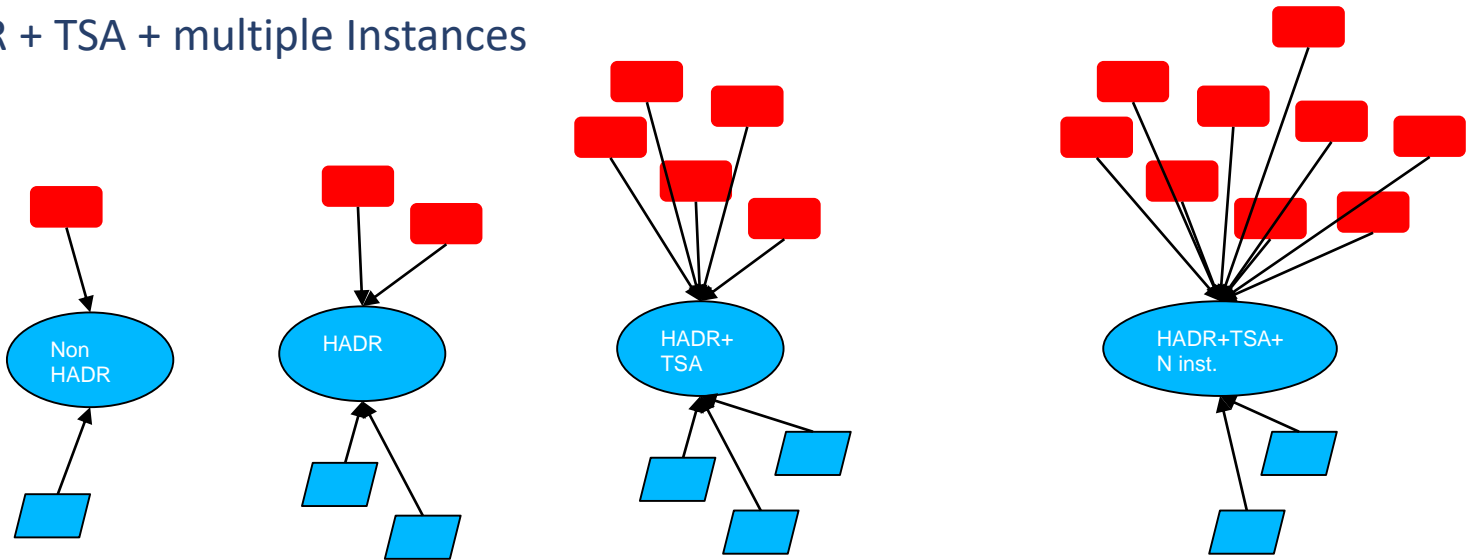 R + TSA + multiple Instances
Non
HADR
HADR
HADR+
TSA
HADR+TSA+
N inst.